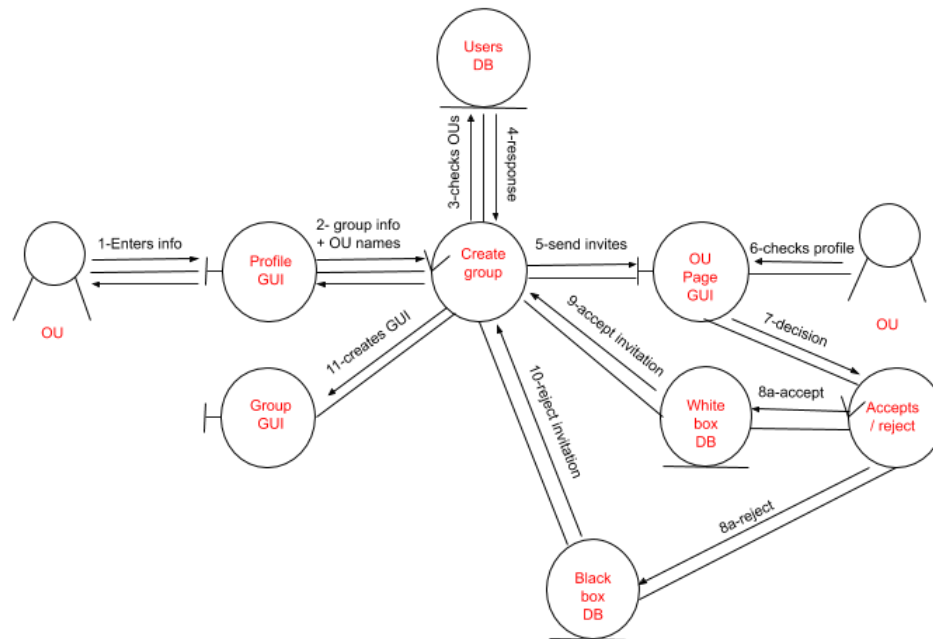 Users
DB
3-checks OUs
4-response
1-Enters info
2- group info
+ OU names
5-send invites
6-checks profile
Profile
GUI
Create
group
OU
Page
GUI
OU
OU
7-decision
9-accept invitation
11-creates GUI
10-reject invitation
8a-accept
Group
GUI
White
box
DB
Accepts
/ reject
8a-reject
Black
box
DB